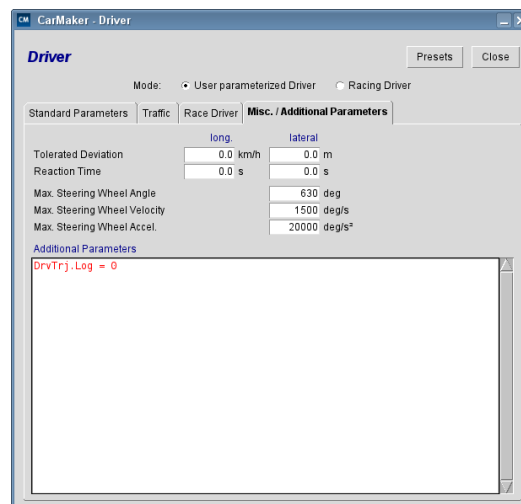 CM CarMaker - Driver
Driver
Presets Close
Mode: User parameterized Driver Racing Driver
Standard Parameters Traffic Race Driver Misc. / Additional Parameters
long. lateral
Tolerated Deviation 0.0 km/h 0.0 m
Reaction Time 0.0 s 0.0 s
Max. Steering Wheel Angle 630 deg
Max. Steering Wheel Velocity 1500 deg/s
Max. Steering Wheel Accel. 20000 deg/s²
Additional Parameters
DrvTrj.Log = 0